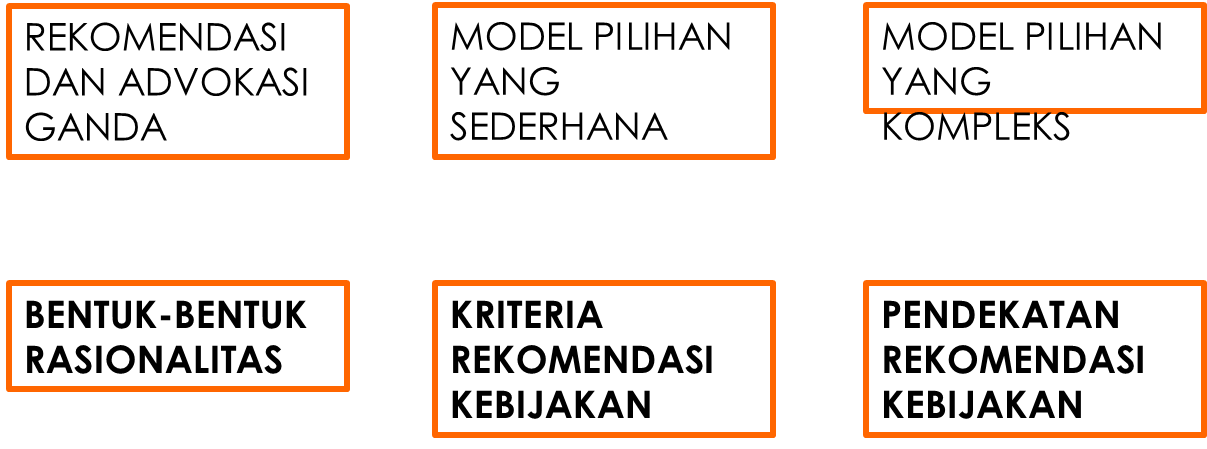 REKOMENDASI
DAN ADVOKASI
GANDA
MODEL PILIHAN
YANG
SEDERHANA
MODEL PILIHAN
YANG
KOMPLEKS
BENTUK-BENTUK
RASIONALITAS
KRITERIA
REKOMENDASI
KEBIJAKAN
PENDEKATAN
REKOMENDASI
KEBIJAKAN